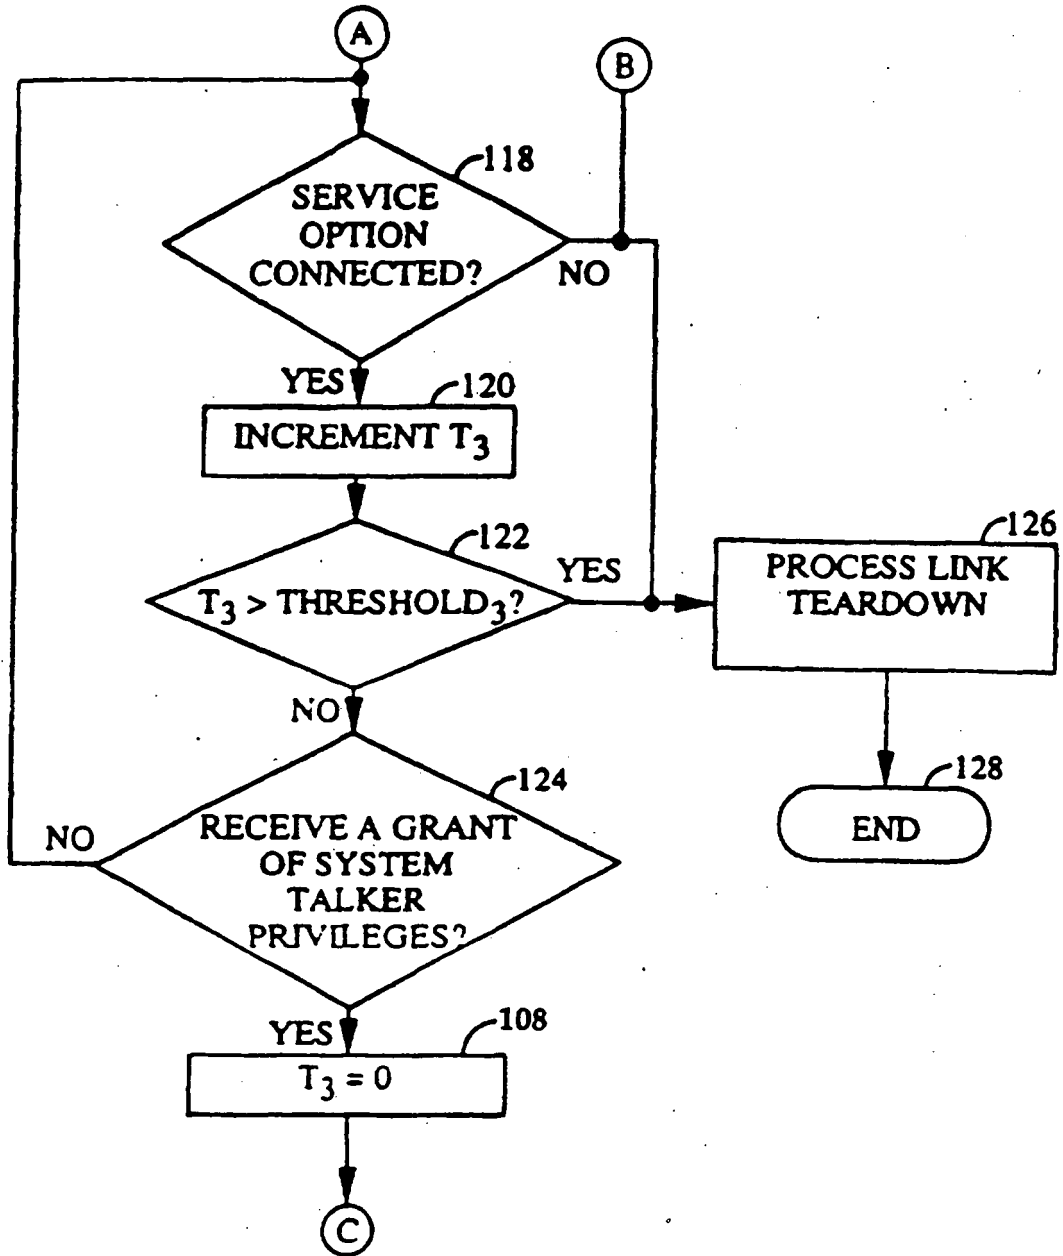 A
B
118
SERVICE
OPTION
CONNECTED?
NO
YES
120
INCREMENT T3
122
T3 > THRESHOLD3?
YES
126
PROCESS LINK
TEARDOWN
NO
124
RECEIVE A GRANT
OF SYSTEM
TALKER
PRIVILEGES?
NO
128
END
YES
108
T3 = 0
C